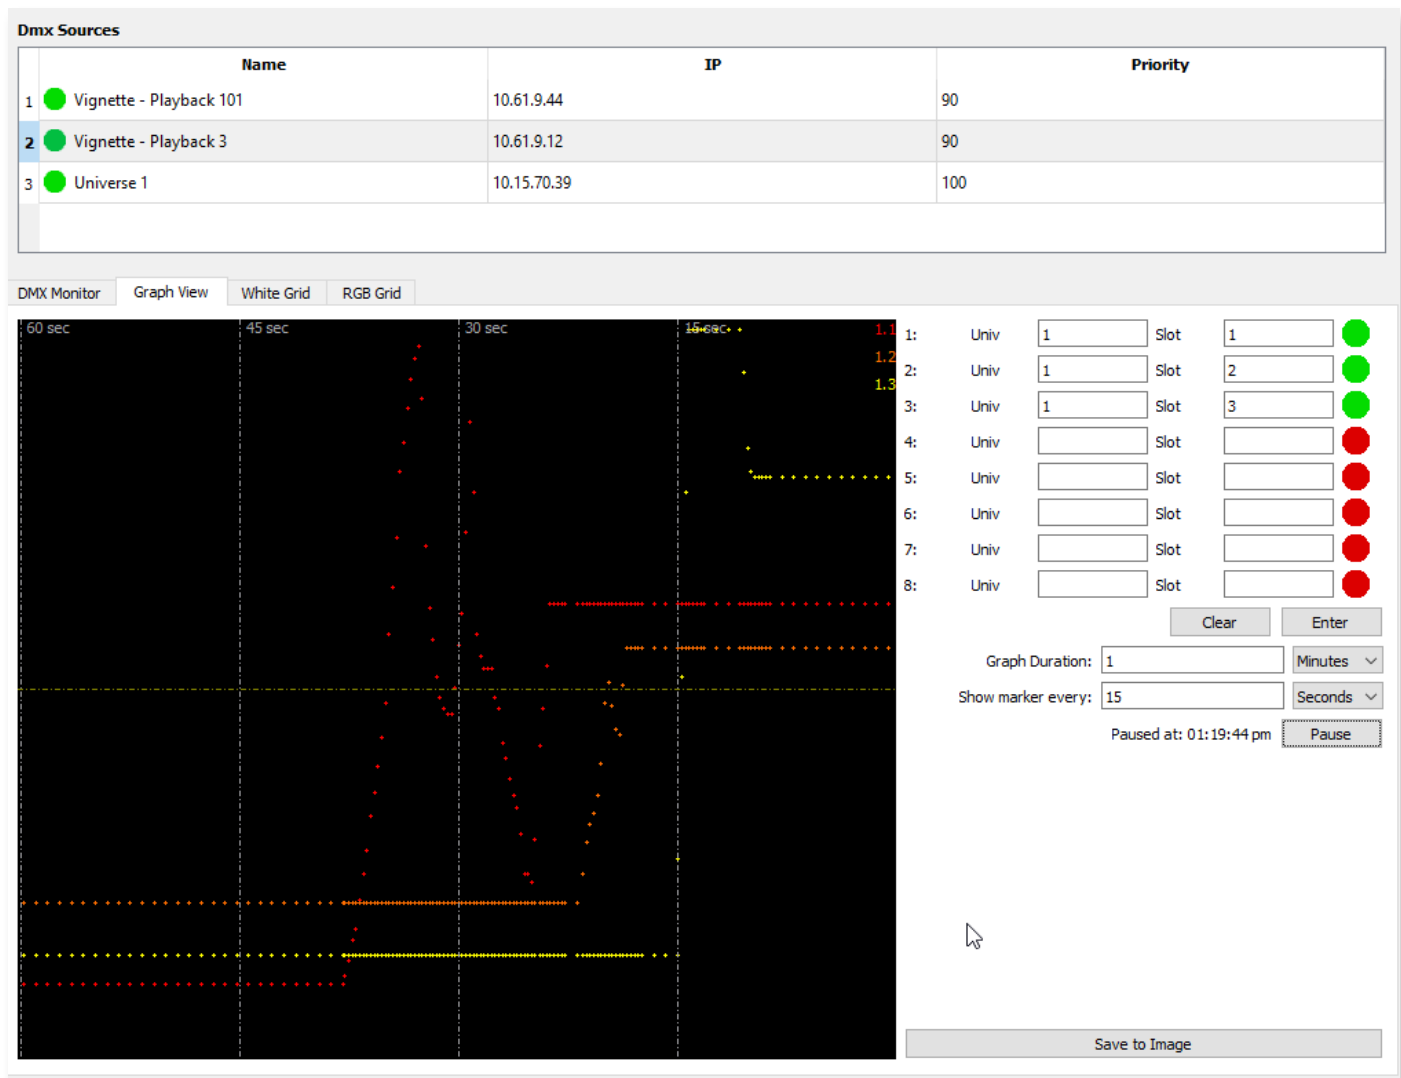 Dmx Sources
Name IP Priority
1 Vignette - Playback 101 10.61.9.44 90
2 Vignette - Playback 3 10.61.9.12 90
3 Universe 1 10.15.70.39 100
DMX Monitor Graph View White Grid RGB Grid
60 sec 45 sec 30 sec 15 sec
1.1
1.2
1.3
1: Univ 1 Slot 1
2: Univ 1 Slot 2
3: Univ 1 Slot 3
4: Univ Slot
5: Univ Slot
6: Univ Slot
7: Univ Slot
8: Univ Slot
Clear Enter
Graph Duration: 1 Minutes
Show marker every: 15 Seconds
Paused at: 01:19:44 pm Pause
Save to Image